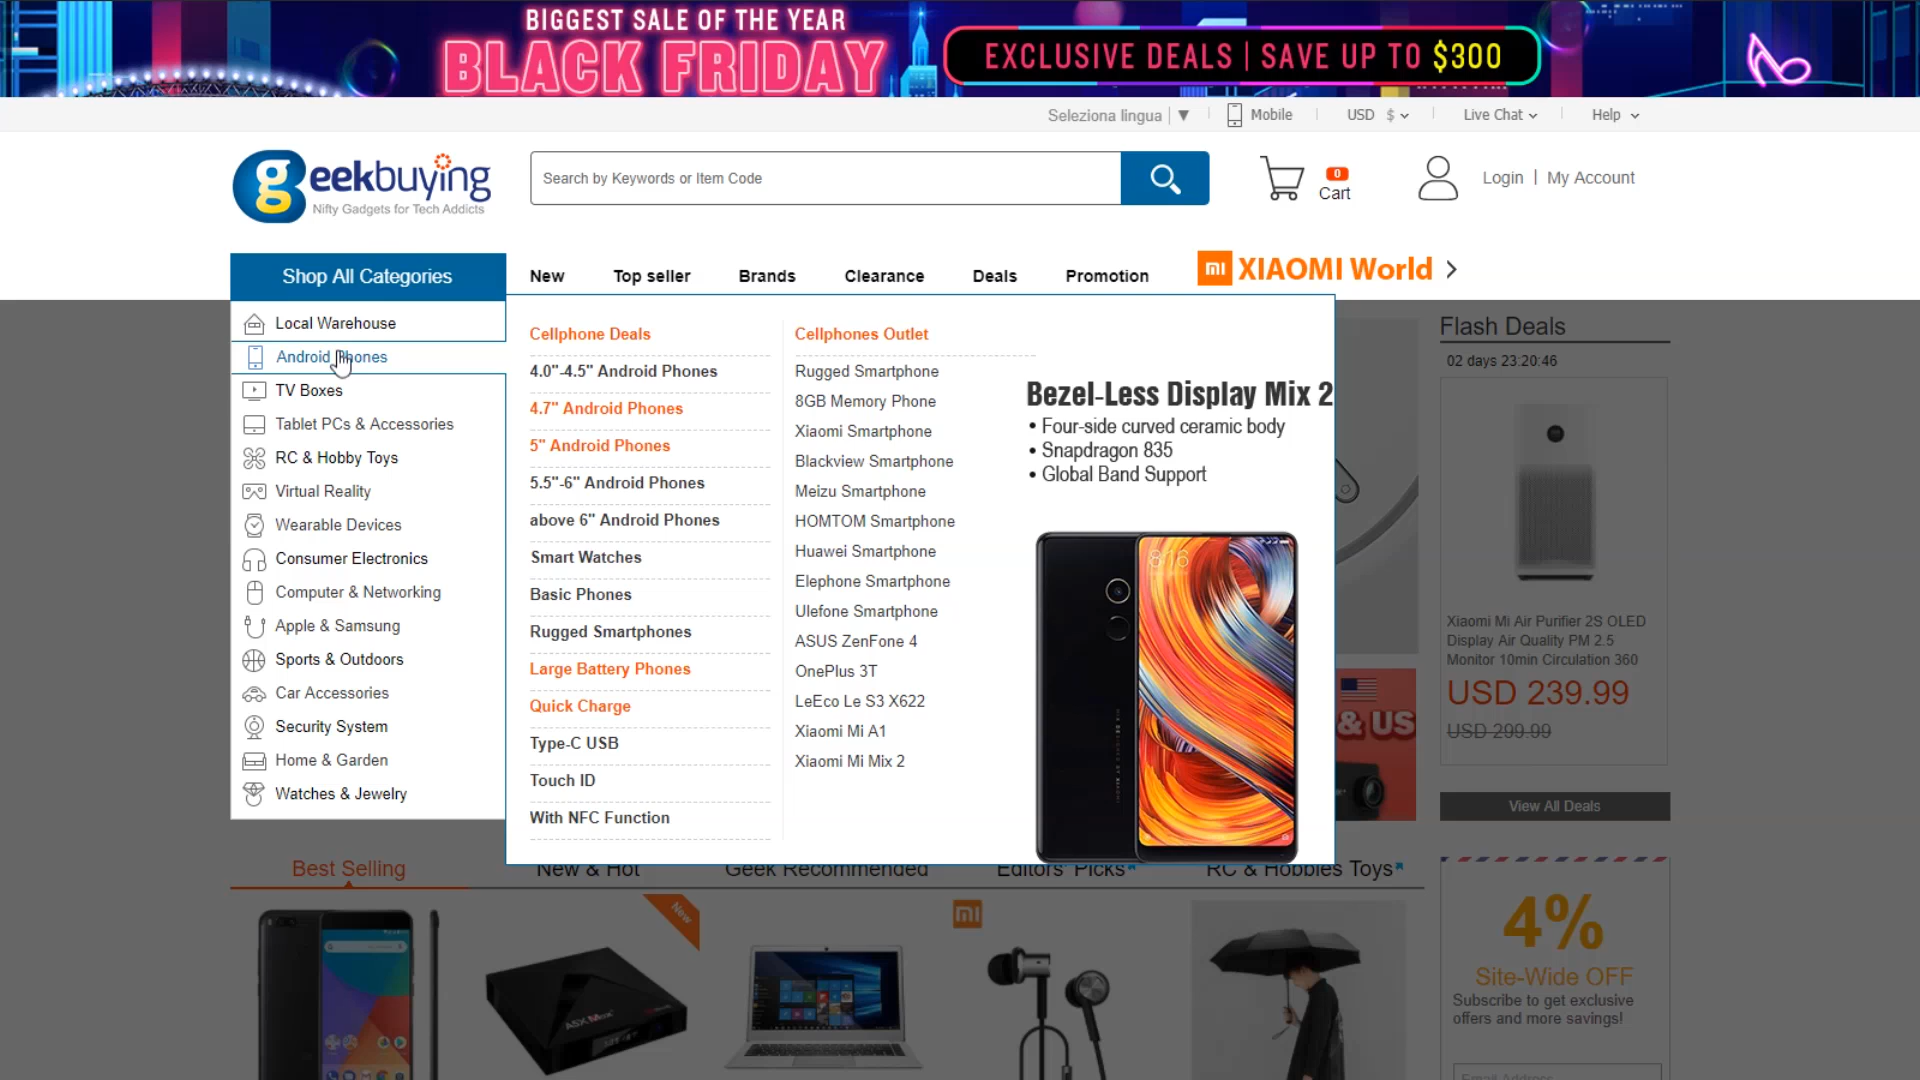 BIGGEST SALE OF THE YEAR
BLACK FRIDAY
EXCLUSIVE DEALS | SAVE UP TO $300
Seleziona lingua | ▼
Mobile
USD $
Live Chat
Help
geekbuying
Nifty Gadgets for Tech Addicts
Search by Keywords or Item Code
0
Cart
Login | My Account
Shop All Categories
New
Top seller
Brands
Clearance
Deals
Promotion
mi XIAOMI World
Local Warehouse
Android Phones
TV Boxes
Tablet PCs & Accessories
RC & Hobby Toys
Virtual Reality
Wearable Devices
Consumer Electronics
Computer & Networking
Apple & Samsung
Sports & Outdoors
Car Accessories
Security System
Home & Garden
Watches & Jewelry
Cellphone Deals
4.0"-4.5" Android Phones
4.7" Android Phones
5" Android Phones
5.5"-6" Android Phones
above 6" Android Phones
Smart Watches
Basic Phones
Rugged Smartphones
Large Battery Phones
Quick Charge
Type-C USB
Touch ID
With NFC Function
Cellphones Outlet
Rugged Smartphone
8GB Memory Phone
Xiaomi Smartphone
Blackview Smartphone
Meizu Smartphone
HOMTOM Smartphone
Huawei Smartphone
Elephone Smartphone
Ulefone Smartphone
ASUS ZenFone 4
OnePlus 3T
LeEco Le S3 X622
Xiaomi Mi A1
Xiaomi Mi Mix 2
Bezel-Less Display Mix 2
• Four-side curved ceramic body
• Snapdragon 835
• Global Band Support
8:16
& US
Flash Deals
02 days 23:20:46
Xiaomi Mi Air Purifier 2S OLED
Display Air Quality PM 2.5
Monitor 10min Circulation 360
USD 239.99
USD 299.99
View All Deals
Best Selling
New & Hot
Geek Recommended
Editors' Picks
RC & Hobbies Toys
New
A5X Max
mi
4%
Site-Wide OFF
Subscribe to get exclusive
offers and more savings!
Email Address